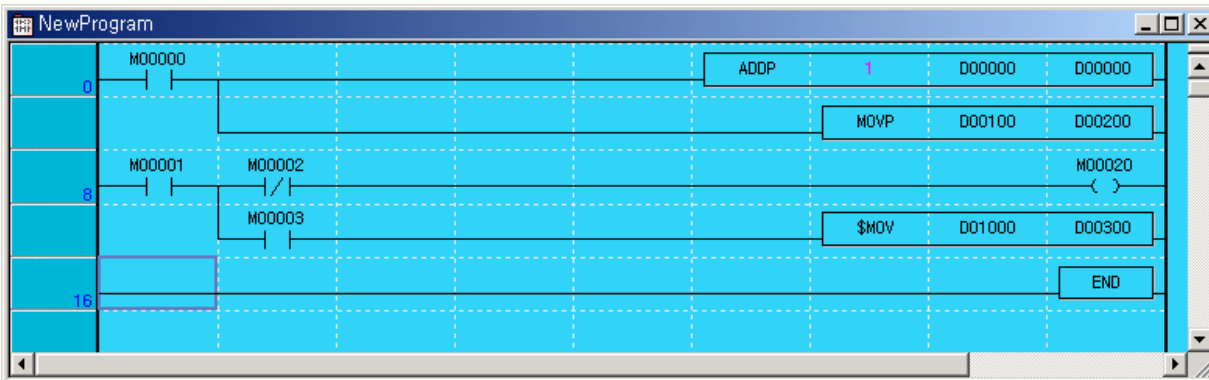 NewProgram
M00000
0 ADDP 1 D00000 D00000
MOVP D00100 D00200
M00001 M00002 M00020
8
M00003
$MOV D01000 D00300
END
16